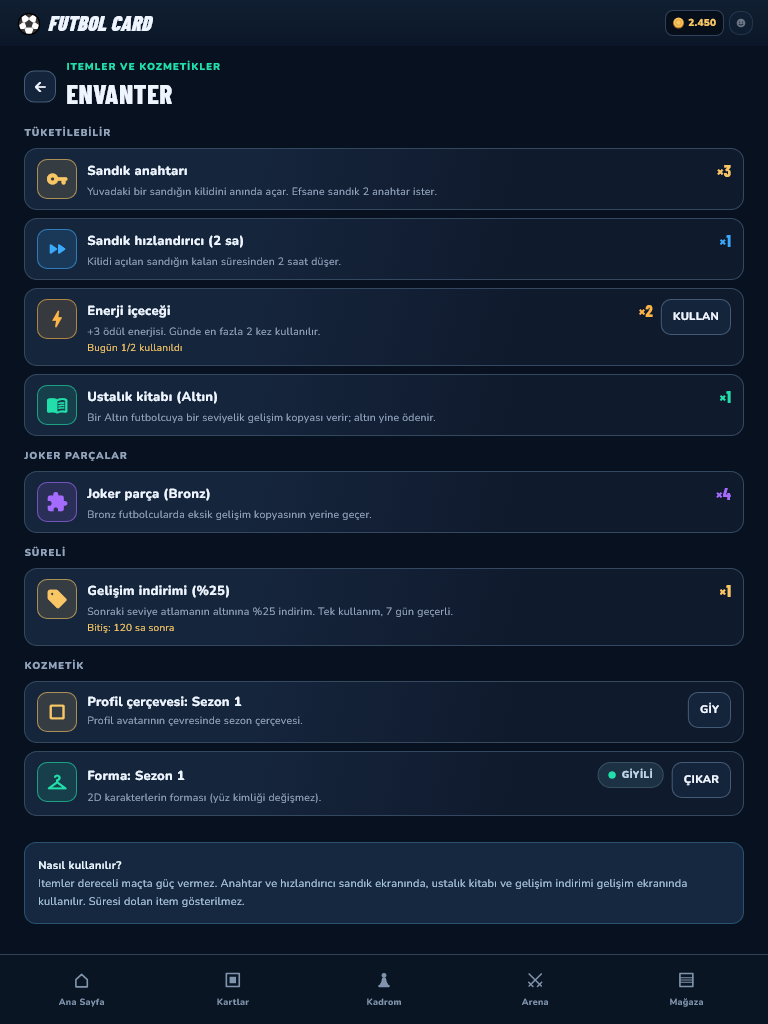 FUTBOL CARD
2.450
ITEMLER VE KOZMETİKLER
ENVANTER
TÜKETİLEBİLİR
Sandık anahtarı
×3
Yuvadaki bir sandığın kilidini anında açar. Efsane sandık 2 anahtar ister.
Sandık hızlandırıcı (2 sa)
×1
Kilidi açılan sandığın kalan süresinden 2 saat düşer.
Enerji içeceği
×2
KULLAN
+3 ödül enerjisi. Günde en fazla 2 kez kullanılır.
Bugün 1/2 kullanıldı
Ustalık kitabı (Altın)
×1
Bir Altın futbolcuya bir seviyelik gelişim kopyası verir; altın yine ödenir.
JOKER PARÇALAR
Joker parça (Bronz)
×4
Bronz futbolcularda eksik gelişim kopyasının yerine geçer.
SÜRELİ
Gelişim indirimi (%25)
×1
Sonraki seviye atlamanın altınına %25 indirim. Tek kullanım, 7 gün geçerli.
Bitiş: 120 sa sonra
KOZMETİK
Profil çerçevesi: Sezon 1
GİY
Profil avatarının çevresinde sezon çerçevesi.
Forma: Sezon 1
GİYİLİ
ÇIKAR
2D karakterlerin forması (yüz kimliği değişmez).
Nasıl kullanılır?
Itemler dereceli maçta güç vermez. Anahtar ve hızlandırıcı sandık ekranında, ustalık kitabı ve gelişim indirimi gelişim ekranında
kullanılır. Süresi dolan item gösterilmez.
Ana Sayfa
Kartlar
Kadrom
Arena
Mağaza